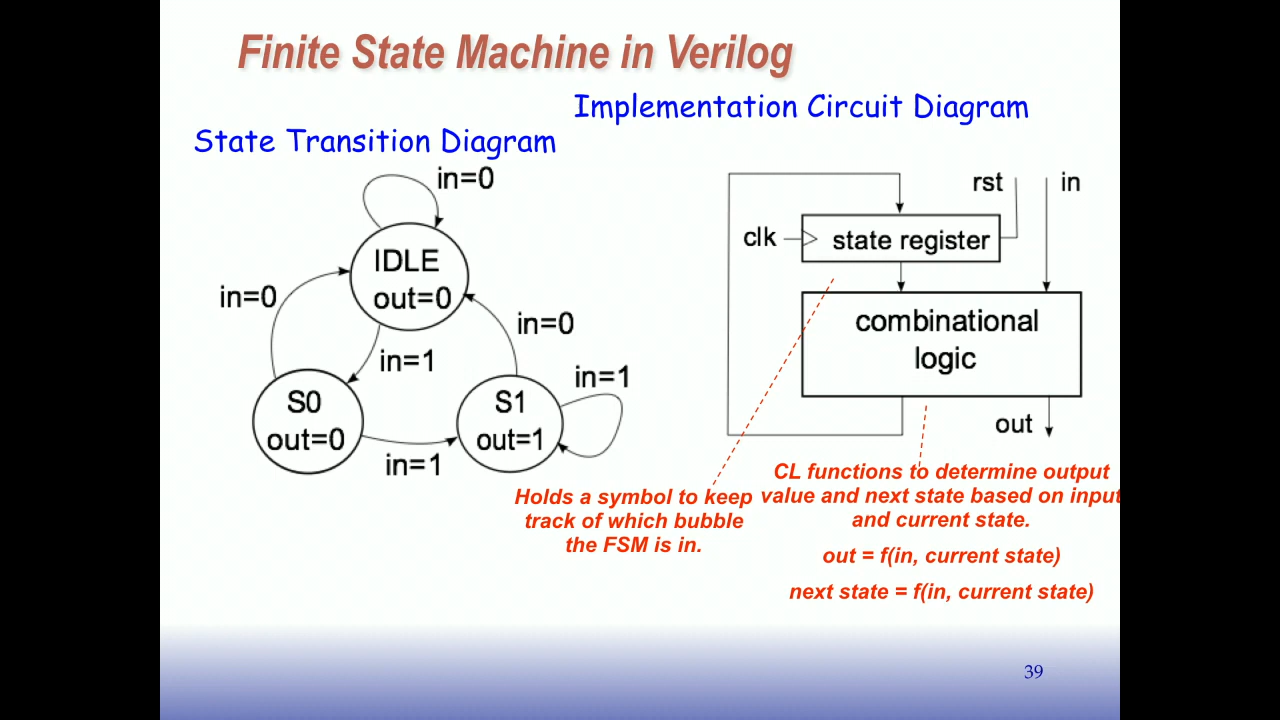 Finite State Machine in Verilog
Implementation Circuit Diagram
State Transition Diagram
in=0
IDLE
out=0
in=0
in=1
in=0
S0
out=0
in=1
S1
out=1
in=1
rst
in
clk
state register
combinational
logic
out
Holds a symbol to keep
track of which bubble
the FSM is in.
CL functions to determine output
value and next state based on input
and current state.
out = f(in, current state)
next state = f(in, current state)
39